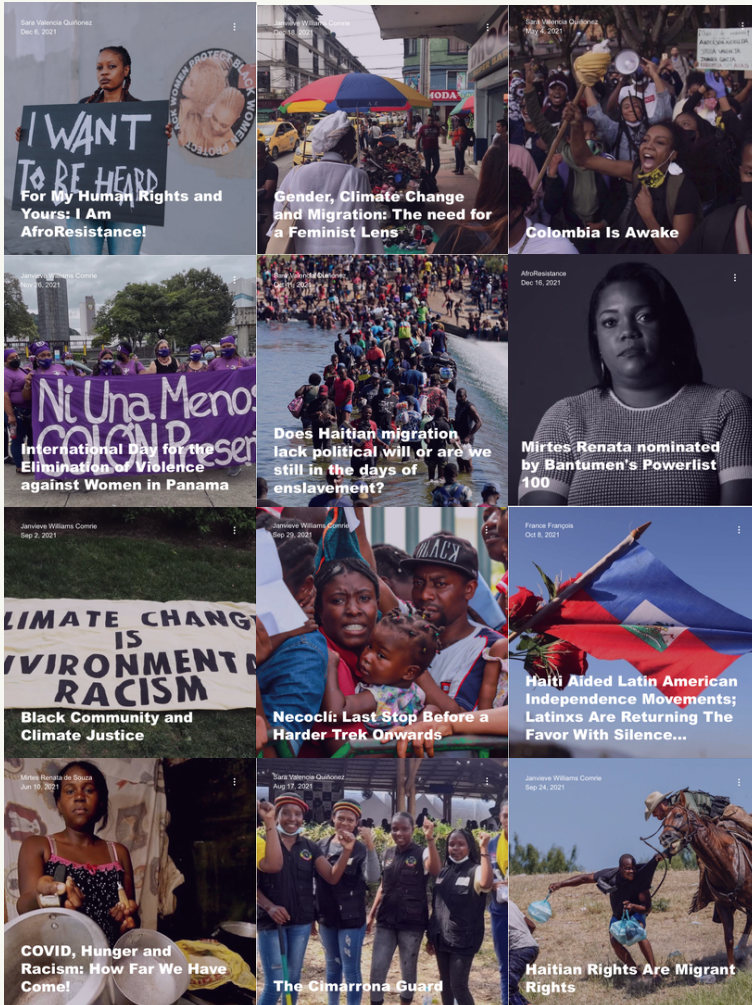 Sara Valencia Quiñonez
Dec 6, 2021
I WANT
TO BE HEARD
For My Human Rights and
Yours: I Am
AfroResistance!
Janvieve Williams Comrie
MODA
Gender, Climate Change
and Migration: The need for
a Feminist Lens
Sara Valencia Quiñonez
May 4, 2021
Colombia Is Awake
Janvieve Williams Comrie
Nov 26, 2021
Ni Una Menos
COLÓN
International Day for the
Elimination of Violence
against Women in Panama
Sara Valencia Quiñonez
Does Haitian migration
lack political will or are we
still in the days of
enslavement?
AfroResistance
Dec 16, 2021
Mirtes Renata nominated
by Bantumen's Powerlist
100
Janvieve Williams Comrie
Sep 2, 2021
LIMATE CHANG
IS
NVIRONMENTA
RACISM
Black Community and
Climate Justice
Janvieve Williams Comrie
Sep 29, 2021
BLACK
Necoclí: Last Stop Before a
Harder Trek Onwards
France François
Oct 8, 2021
Haiti Aided Latin American
Independence Movements;
Latinxs Are Returning The
Favor With Silence...
Mirtes Renata de Souza
Jun 10, 2021
COVID, Hunger and
Racism: How Far We Have
Come!
Sara Valencia Quiñonez
Aug 17, 2021
The Cimarrona Guard
Janvieve Williams Comrie
Sep 24, 2021
Haitian Rights Are Migrant
Rights